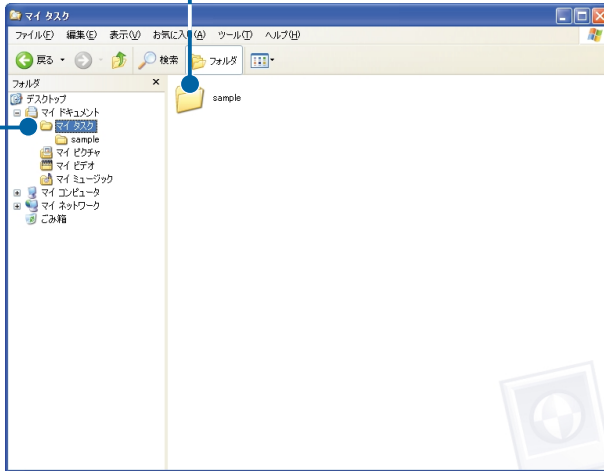 マイ タスク
ファイル(F) 編集(E) 表示(V) お気に入り(A) ツール(T) ヘルプ(H)
戻る 検索 フォルダ
フォルダ ×
デスクトップ
マイ ドキュメント
マイ タスク
sample
マイ ピクチャ
マイ ビデオ
マイ ミュージック
マイ コンピュータ
マイ ネットワーク
ごみ箱
sample